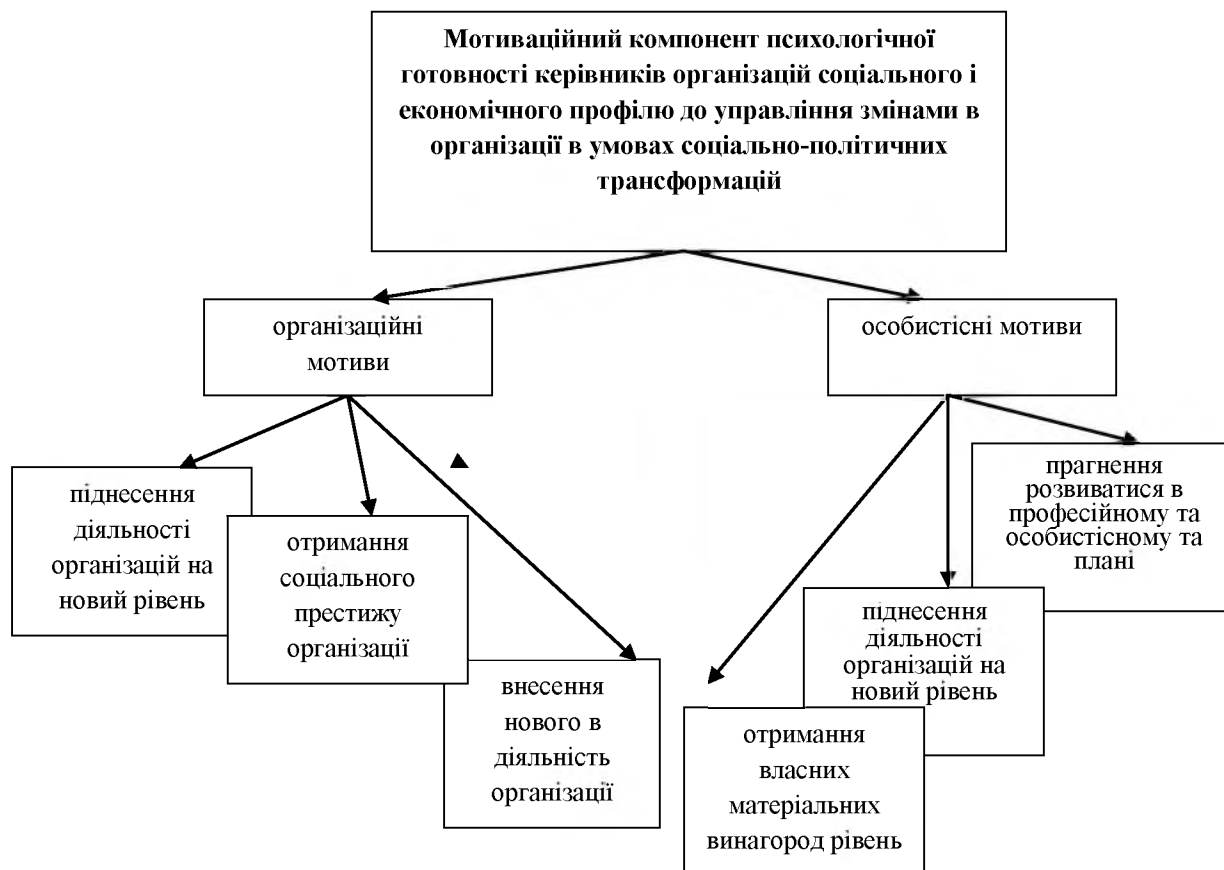 Мотиваційний компонент психологічної
готовності керівників організацій соціального і
економічного профілю до управління змінами в
організації в умовах соціально-політичних
трансформацій
організаційні
мотиви
особистісні мотиви
піднесення
діяльності
організацій на
новий рівень
отримання
соціального
престижу
організації
внесення
нового в
діяльність
організації
отримання
власних
матеріальних
винагород рівень
піднесення
діяльності
організацій на
новий рівень
прагнення
розвиватися в
професійному та
особистісному та
плані